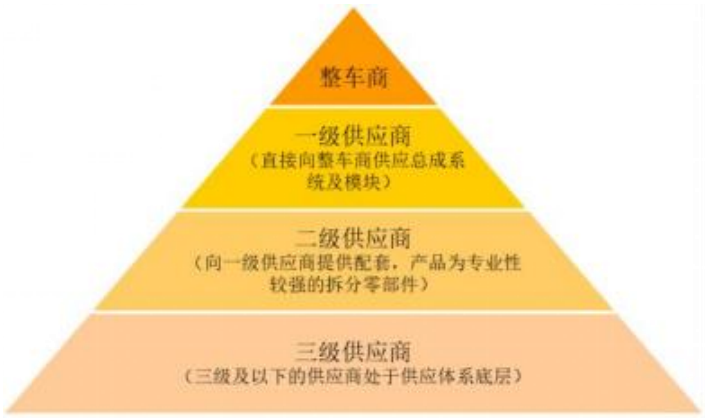 整车商
一级供应商
（直接向整车商供应总成系
统及模块）
二级供应商
（向一级供应商提供配套，产品为专业性
较强的拆分零部件）
三级供应商
（三级及以下的供应商处于供应体系底层）